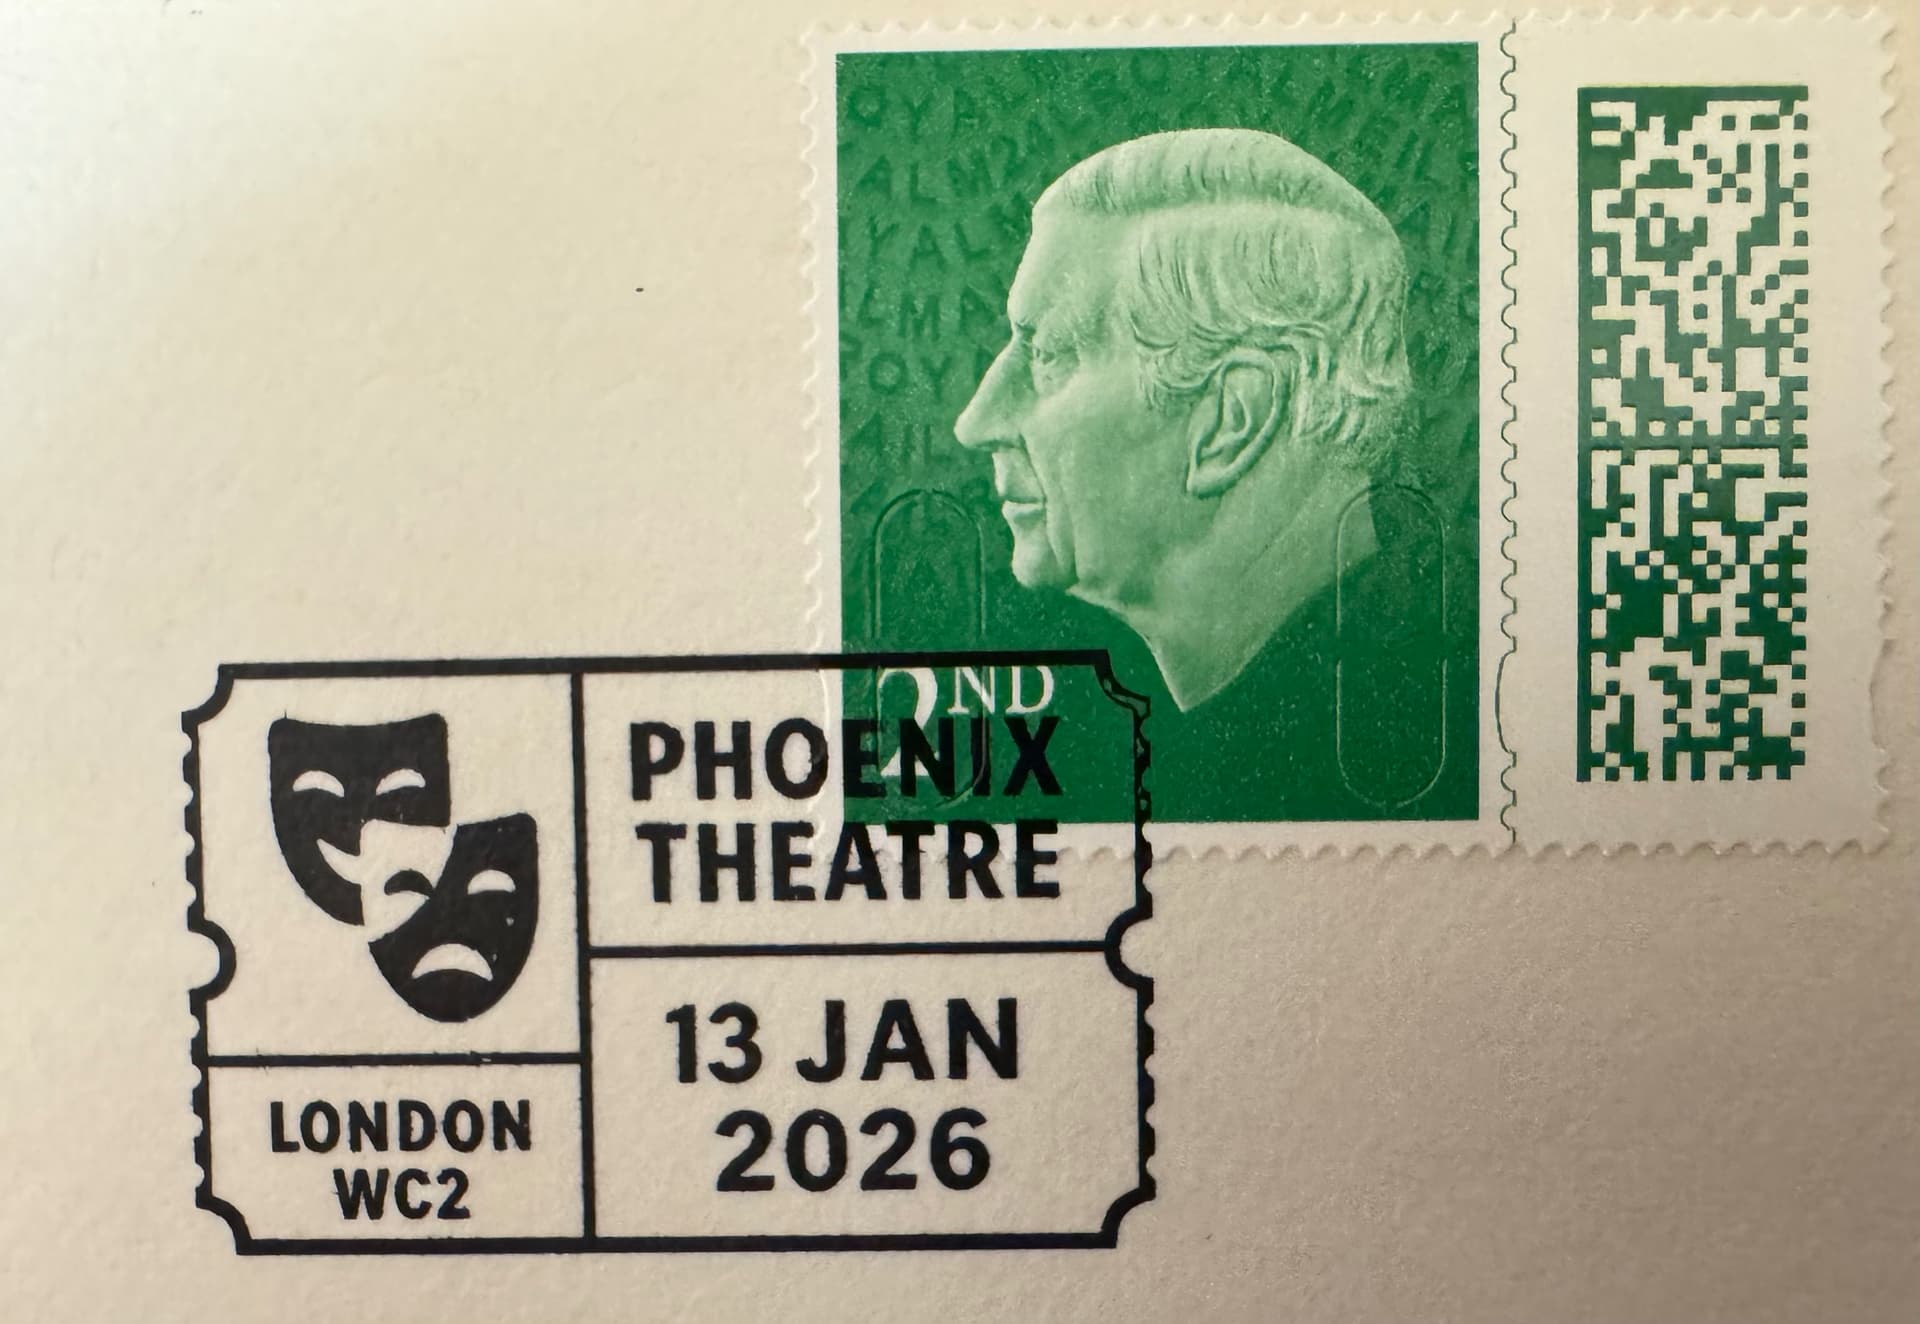 2ND
PHOENIX
THEATRE
13 JAN
2026
LONDON
WC2